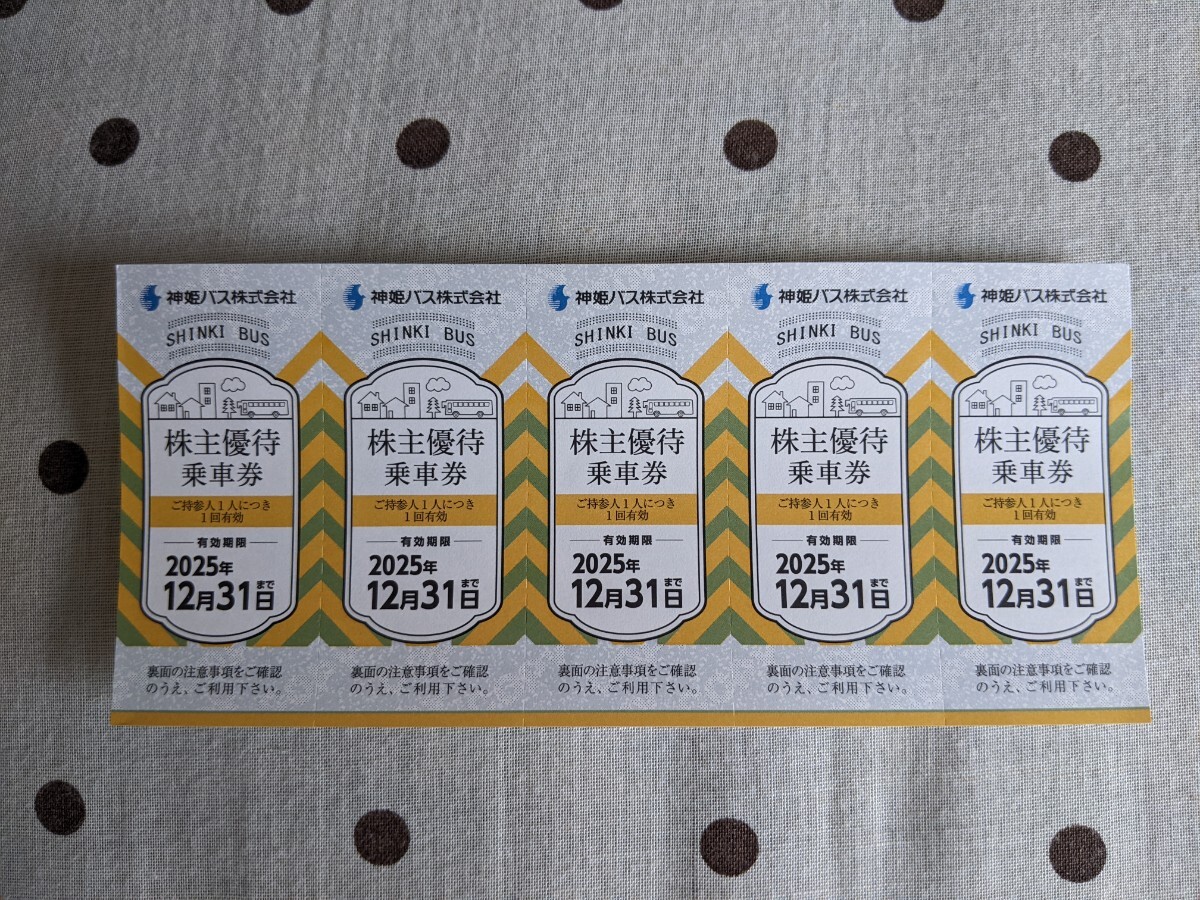 神姫バス株式会社
SHINKI BUS
株主優待
乗車券
ご持参人1人につき
1回有効
有効期限
2025年
12月31日まで
裏面の注意事項をご確認
のうえ、ご利用下さい。
神姫バス株式会社
SHINKI BUS
株主優待
乗車券
ご持参人1人につき
1回有効
有効期限
2025年
12月31日まで
裏面の注意事項をご確認
のうえ、ご利用下さい。
神姫バス株式会社
SHINKI BUS
株主優待
乗車券
ご持参人1人につき
1回有効
有効期限
2025年
12月31日まで
裏面の注意事項をご確認
のうえ、ご利用下さい。
神姫バス株式会社
SHINKI BUS
株主優待
乗車券
ご持参人1人につき
1回有効
有効期限
2025年
12月31日まで
裏面の注意事項をご確認
のうえ、ご利用下さい。
神姫バス株式会社
SHINKI BUS
株主優待
乗車券
ご持参人1人につき
1回有効
有効期限
2025年
12月31日まで
裏面の注意事項をご確認
のうえ、ご利用下さい。